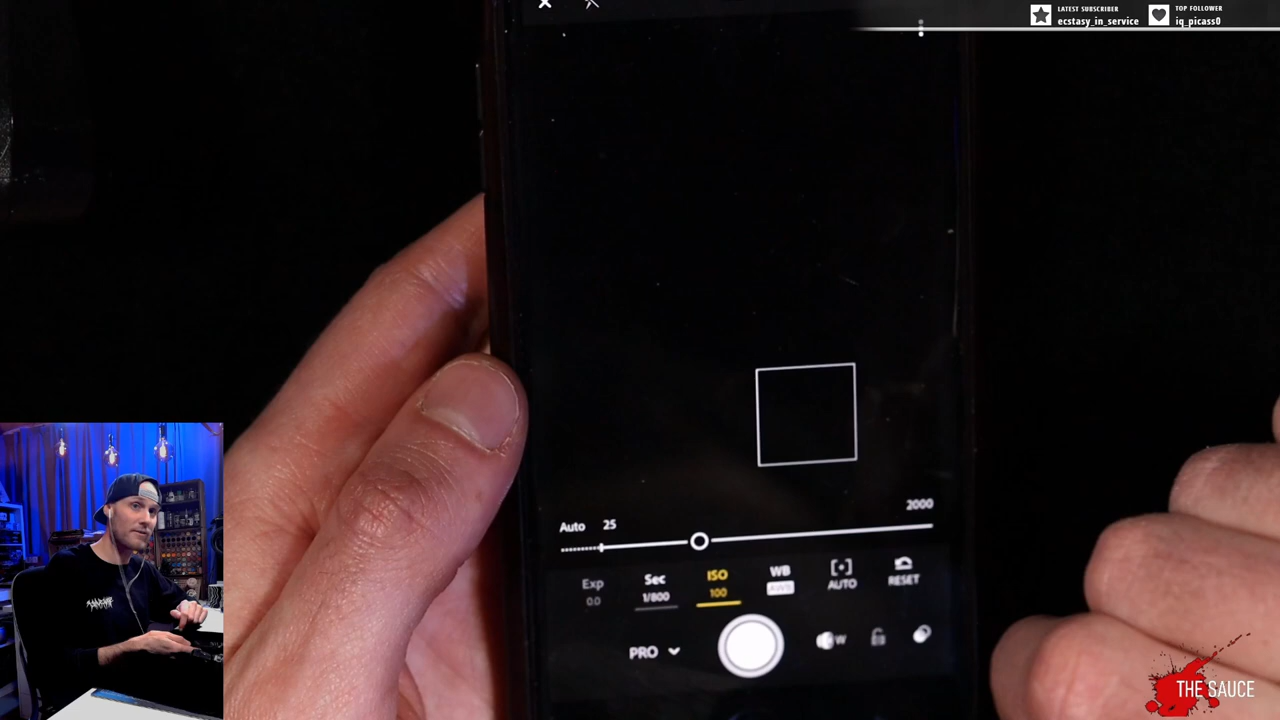 LATEST SUBSCRIBER
ecstasy_in_service
TOP FOLLOWER
iq_picass0
Auto 25 2000
Exp
0.0
Sec
1/800
ISO
100
WB
AWB
AUTO
RESET
PRO
W
THE SAUCE